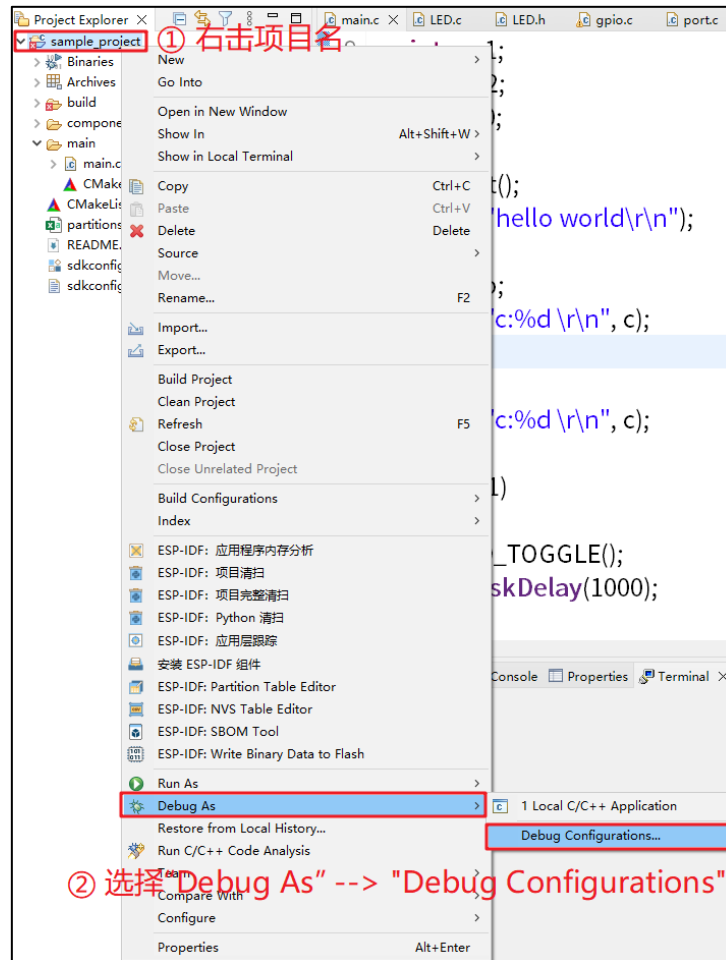 Project Explorer
main.c
LED.c
LED.h
gpio.c
port.c
sample_project
① 右击项目名
Binaries
Archives
build
compone
main
main.c
CMake
CMakeLis
partitions
README.
sdkconfig
sdkconfig
New
Go Into
Open in New Window
Show In Alt+Shift+W
Show in Local Terminal
Copy Ctrl+C
Paste Ctrl+V
Delete Delete
Source
Move...
Rename... F2
Import...
Export...
Build Project
Clean Project
Refresh F5
Close Project
Close Unrelated Project
Build Configurations
Index
ESP-IDF：应用程序内存分析
ESP-IDF：项目清扫
ESP-IDF：项目完整清扫
ESP-IDF：Python 清扫
ESP-IDF：应用层跟踪
安装 ESP-IDF 组件
ESP-IDF: Partition Table Editor
ESP-IDF: NVS Table Editor
ESP-IDF: SBOM Tool
ESP-IDF: Write Binary Data to Flash
Run As
Debug As
Restore from Local History...
Run C/C++ Code Analysis
Team
Compare With
Configure
Properties Alt+Enter
1 Local C/C++ Application
Debug Configurations...
② 选择"Debug As” --> "Debug Configurations"
t();
"hello world\r\n");
"c:%d \r\n", c);
"c:%d \r\n", c);
1)
_TOGGLE();
skDelay(1000);
Console
Properties
Terminal